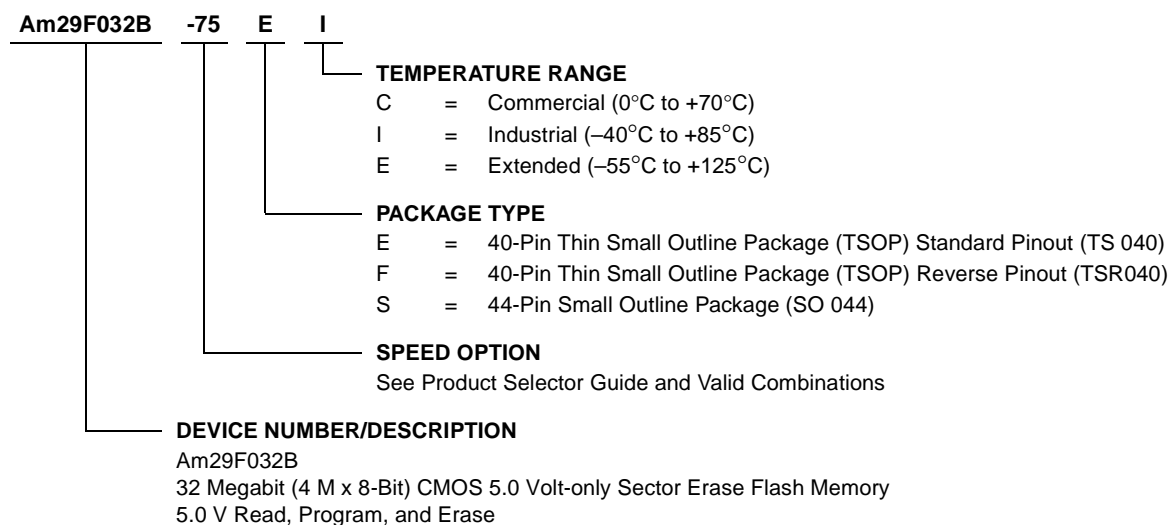 Am29F032B -75 E I
TEMPERATURE RANGE
C = Commercial (0°C to +70°C)
I = Industrial (–40°C to +85°C)
E = Extended (–55°C to +125°C)
PACKAGE TYPE
E = 40-Pin Thin Small Outline Package (TSOP) Standard Pinout (TS 040)
F = 40-Pin Thin Small Outline Package (TSOP) Reverse Pinout (TSR040)
S = 44-Pin Small Outline Package (SO 044)
SPEED OPTION
See Product Selector Guide and Valid Combinations
DEVICE NUMBER/DESCRIPTION
Am29F032B
32 Megabit (4 M x 8-Bit) CMOS 5.0 Volt-only Sector Erase Flash Memory
5.0 V Read, Program, and Erase